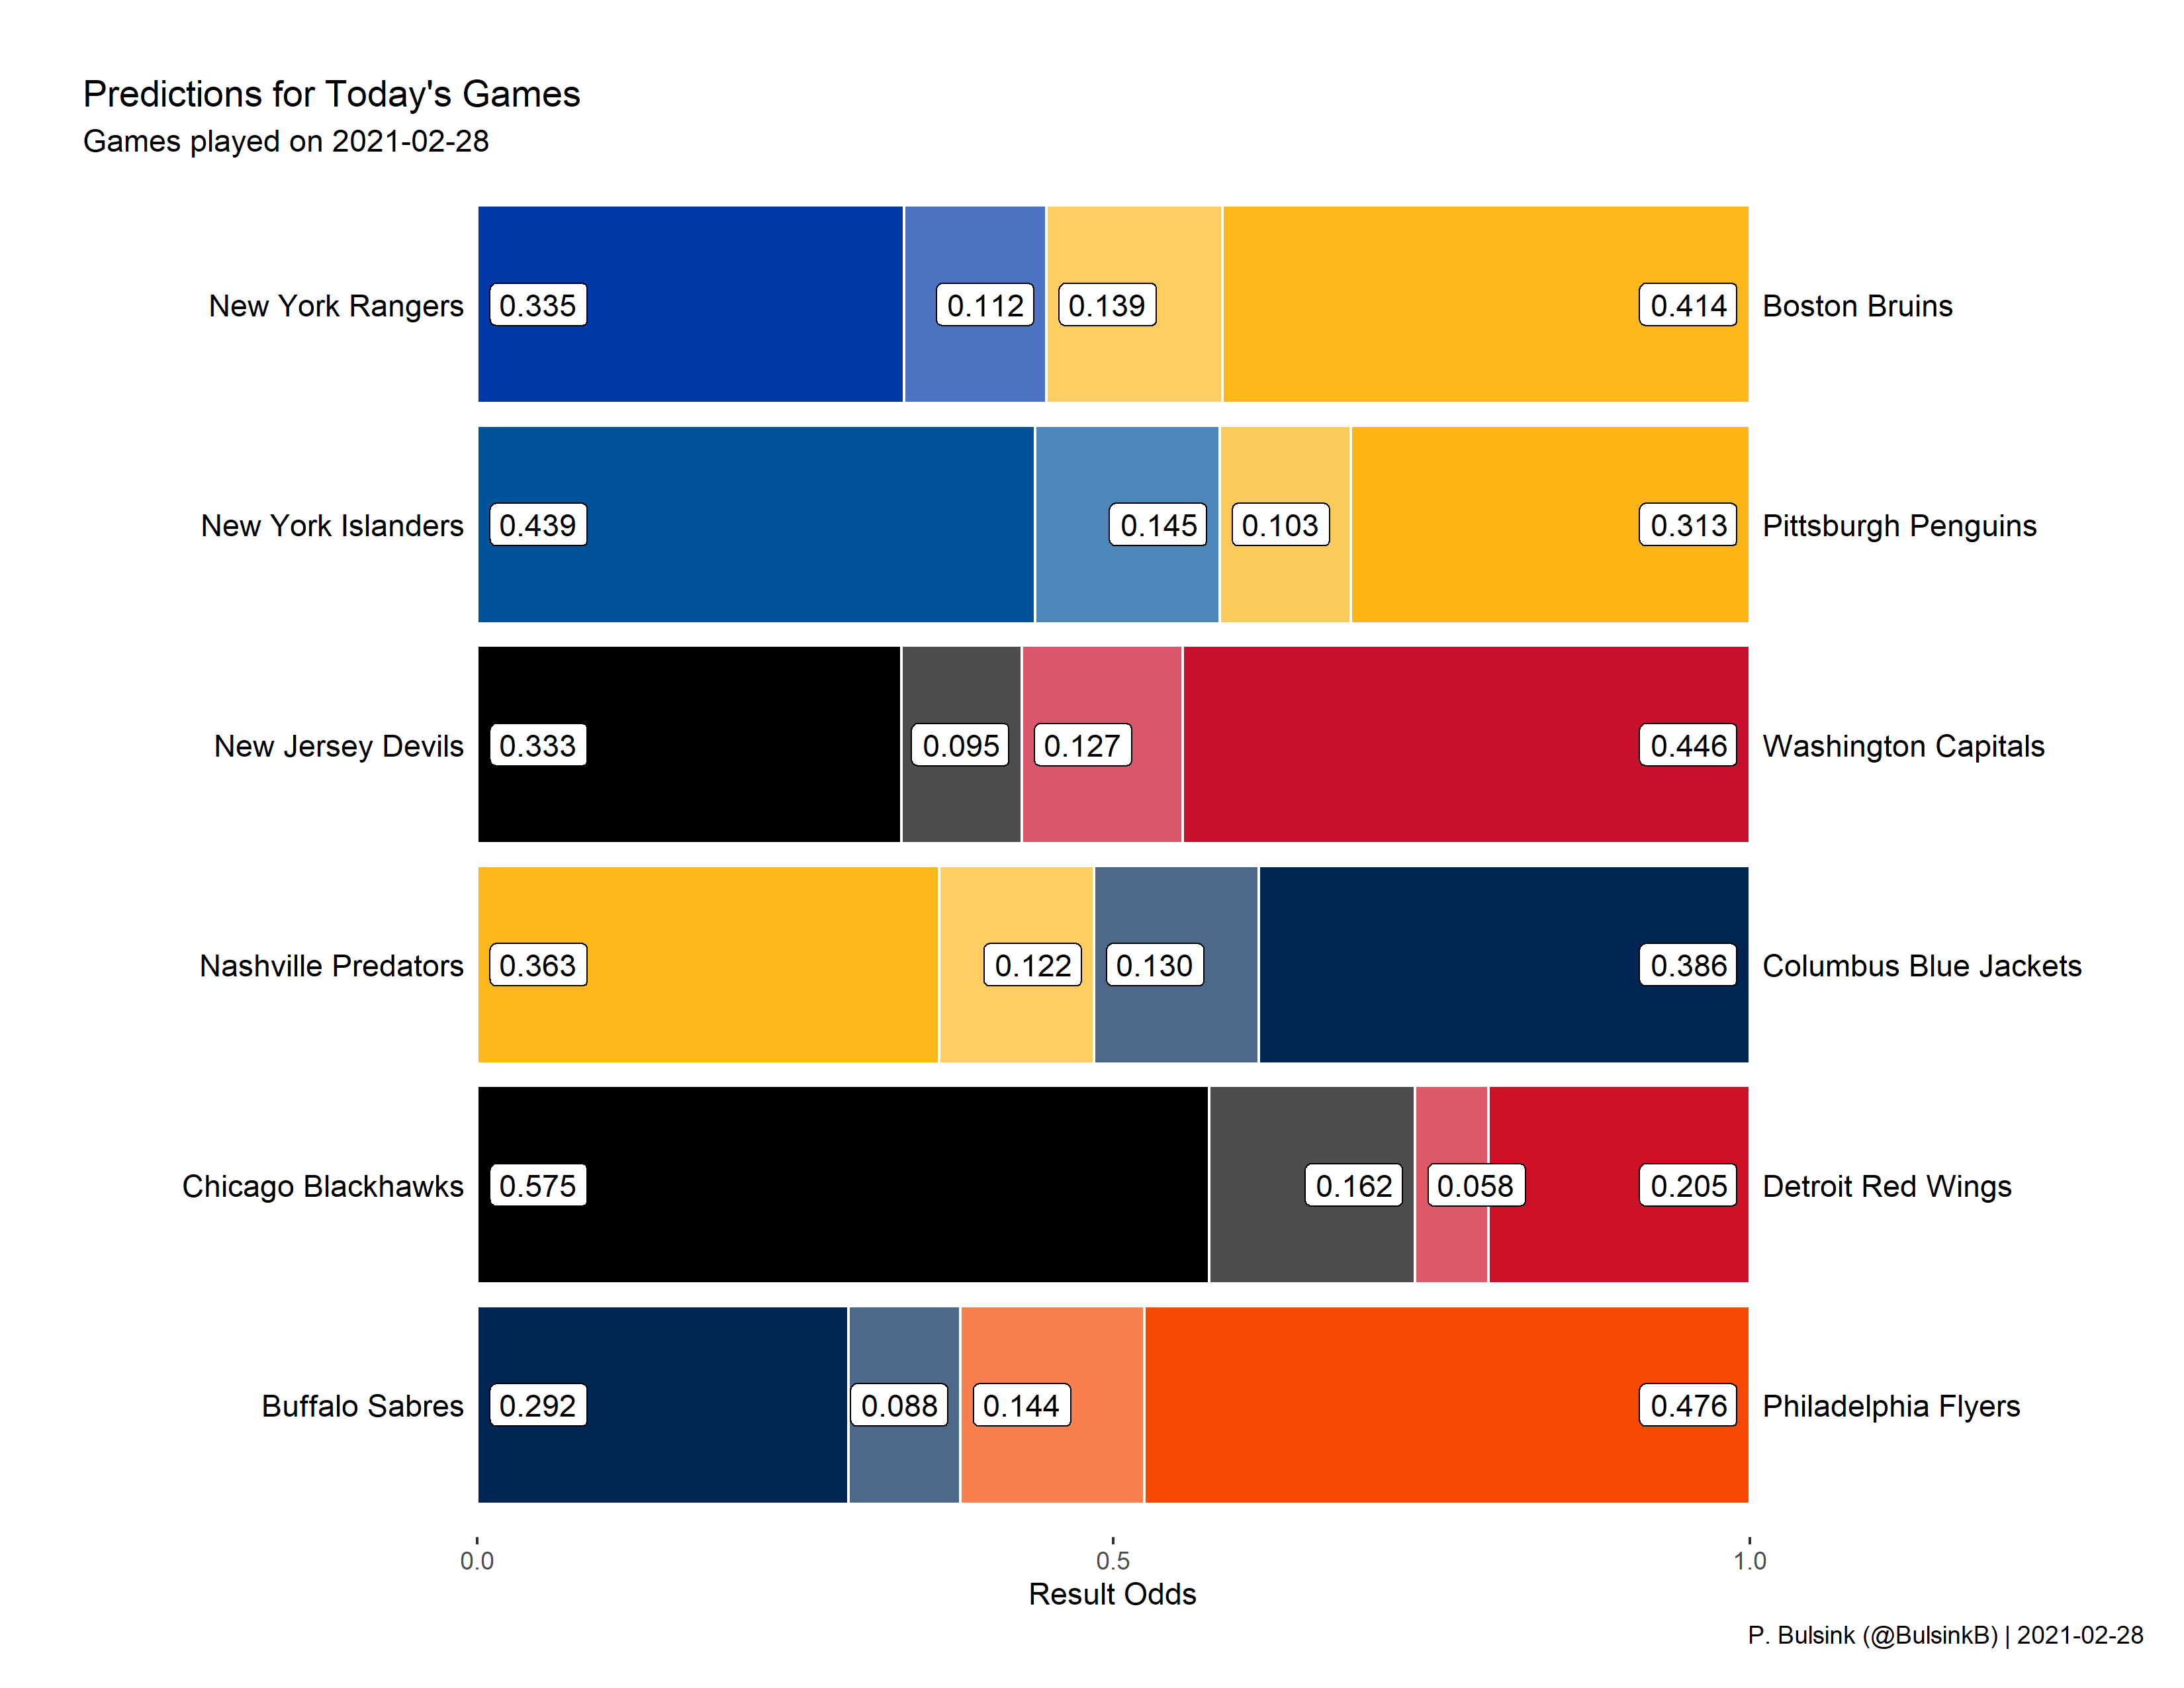 Predictions for Today's Games
Games played on 2021-02-28
New York Rangers 0.335 0.112 0.139 0.414 Boston Bruins
New York Islanders 0.439 0.145 0.103 0.313 Pittsburgh Penguins
New Jersey Devils 0.333 0.095 0.127 0.446 Washington Capitals
Nashville Predators 0.363 0.122 0.130 0.386 Columbus Blue Jackets
Chicago Blackhawks 0.575 0.162 0.058 0.205 Detroit Red Wings
Buffalo Sabres 0.292 0.088 0.144 0.476 Philadelphia Flyers
0.0 0.5 1.0
Result Odds
P. Bulsink (@BulsinkB) | 2021-02-28